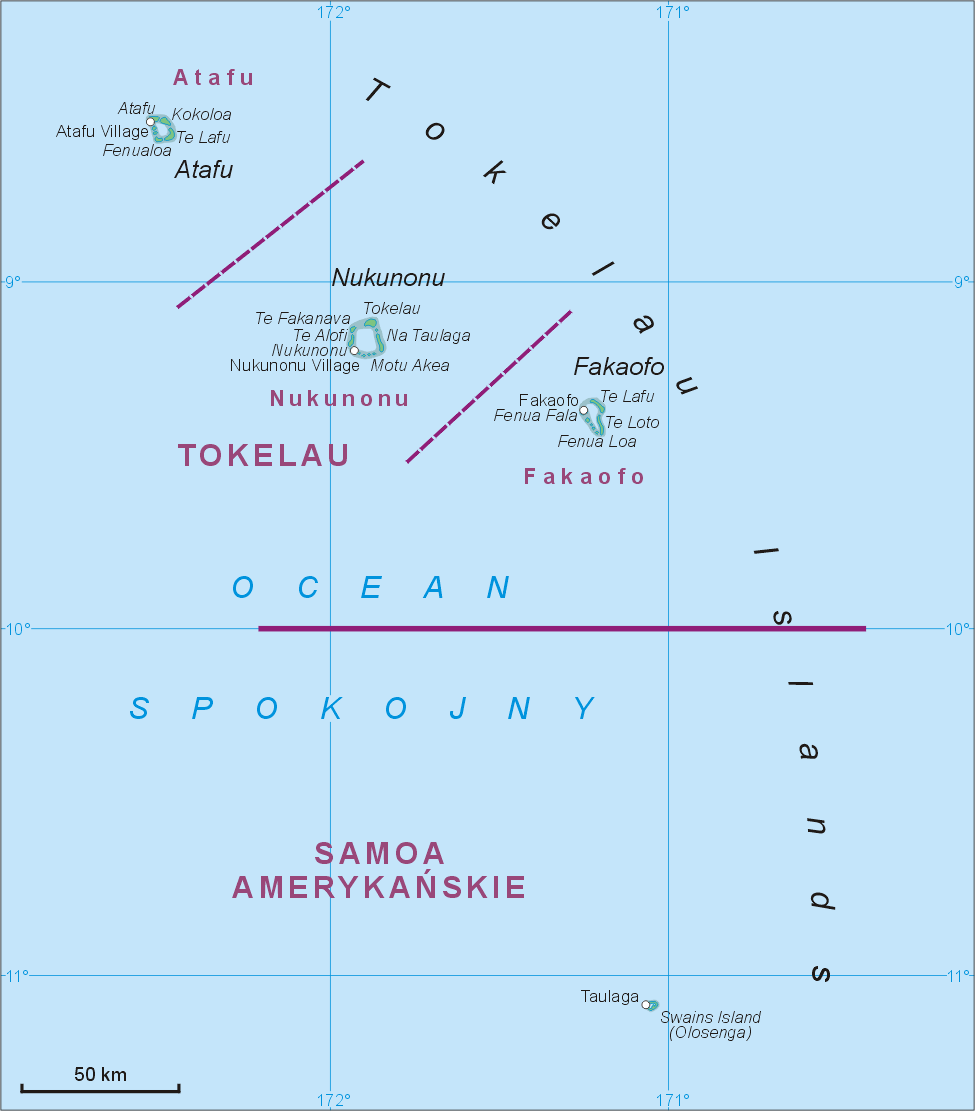 172°
171°
Atafu
Tokelau Islands
Atafu
Kokoloa
Atafu Village
Te Lafu
Fenualoa
Atafu
9°
9°
Nukunonu
Tokelau
Te Fakanava
Te Alofi
Na Taulaga
Nukunonu
Nukunonu Village
Motu Akea
Nukunonu
Fakaofo
Te Lafu
Fakaofo
Fenua Fala
Te Loto
Fenua Loa
TOKELAU
Fakaofo
OCEAN
10°
10°
SPOKOJNY
SAMOA
AMERYKAŃSKIE
11°
11°
Taulaga
Swains Island
(Olosenga)
50 km
172°
171°